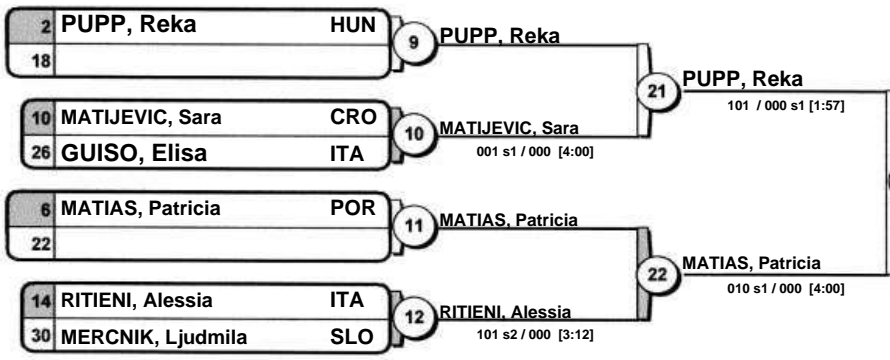 2 PUPP, Reka HUN
18
9 PUPP, Reka
10 MATIJEVIC, Sara CRO
26 GUISO, Elisa ITA
10 MATIJEVIC, Sara
001 s1 / 000 [4:00]
21 PUPP, Reka
101 / 000 s1 [1:57]
6 MATIAS, Patricia POR
22
11 MATIAS, Patricia
14 RITIENI, Alessia ITA
30 MERCNIK, Ljudmila SLO
12 RITIENI, Alessia
101 s2 / 000 [3:12]
22 MATIAS, Patricia
010 s1 / 000 [4:00]